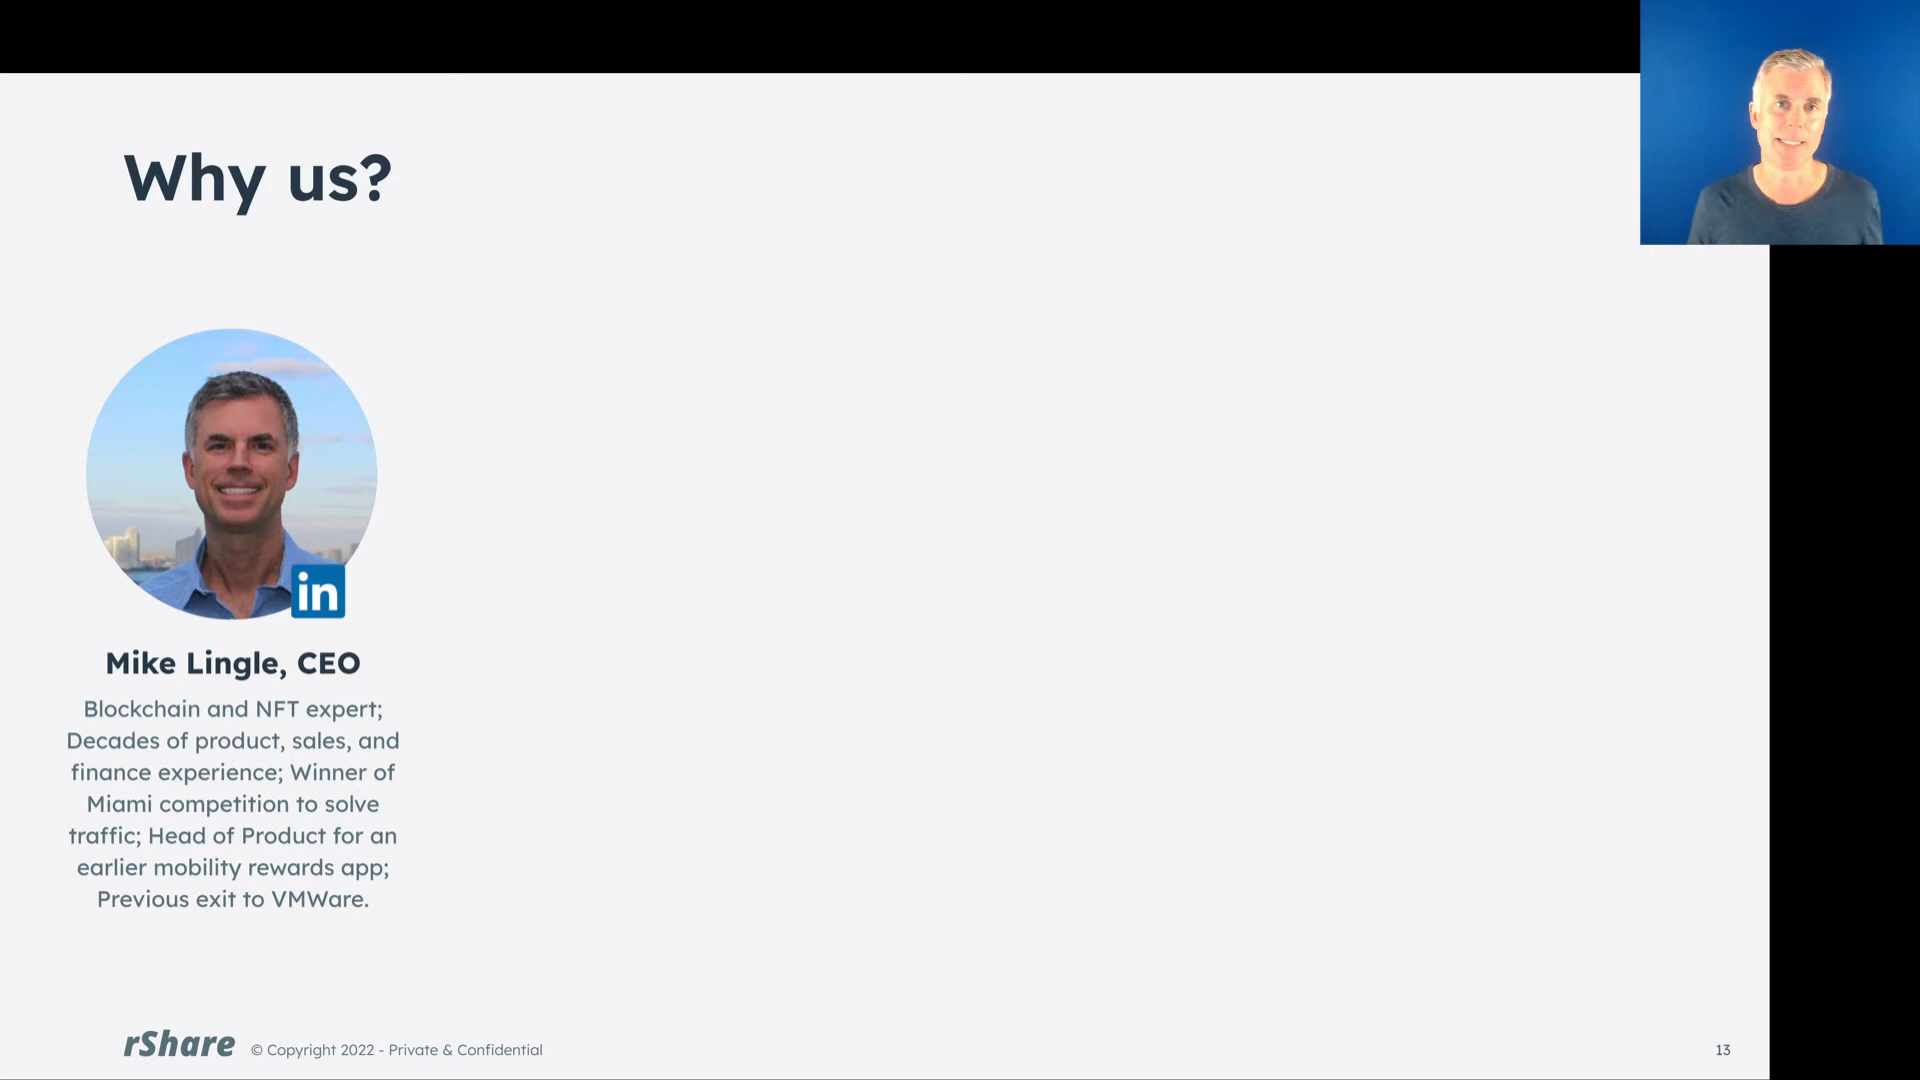 Why us?
in
Mike Lingle, CEO
Blockchain and NFT expert;
Decades of product, sales, and
finance experience; Winner of
Miami competition to solve
traffic; Head of Product for an
earlier mobility rewards app;
Previous exit to VMWare.
rShare © Copyright 2022 - Private & Confidential
13